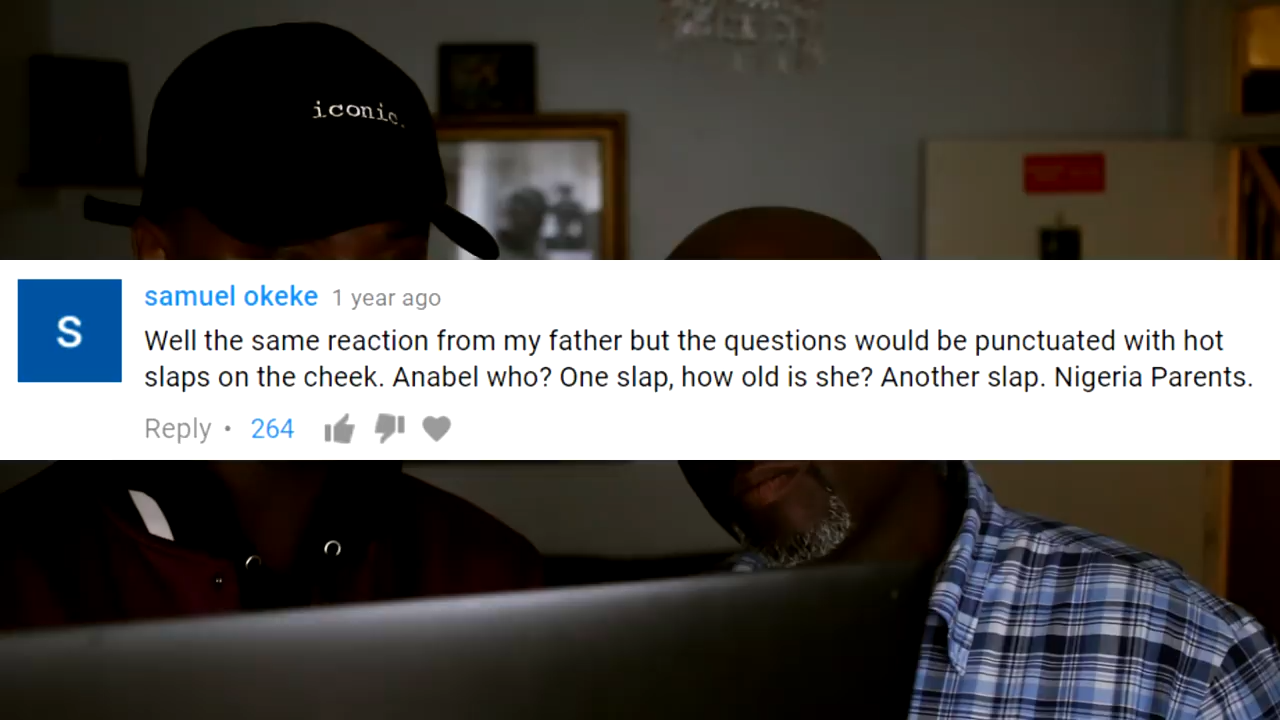 iconic.
samuel okeke 1 year ago
Well the same reaction from my father but the questions would be punctuated with hot
slaps on the cheek. Anabel who? One slap, how old is she? Another slap. Nigeria Parents.
Reply • 264
S